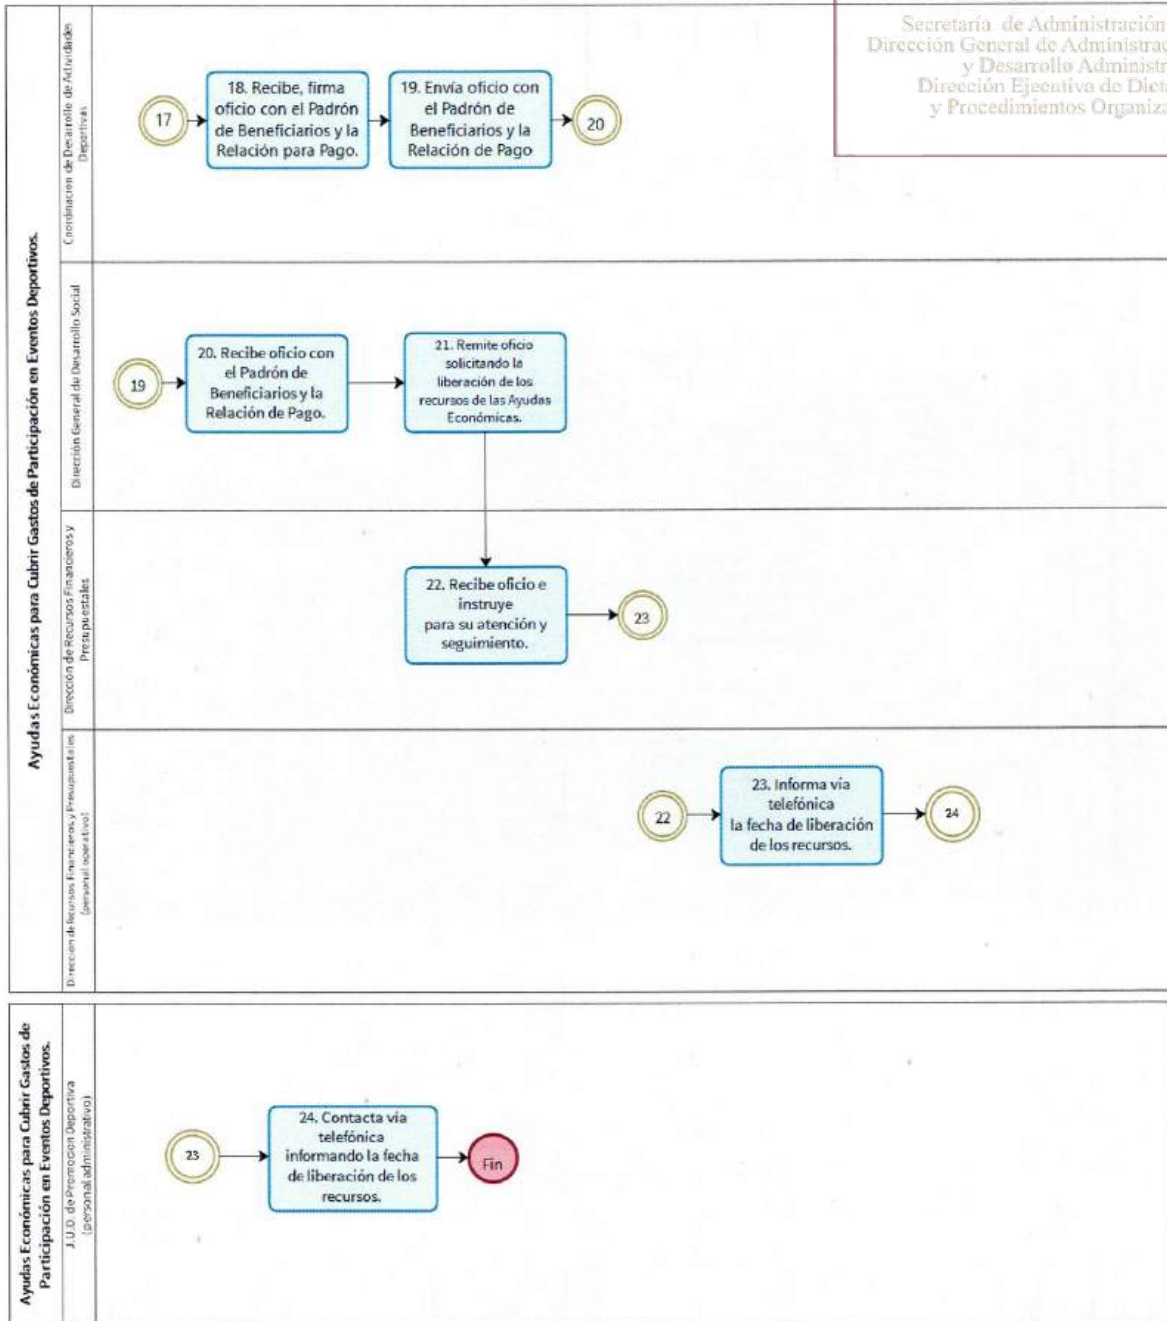 Secretaría de Administración
Dirección General de Administrac
y Desarrollo Administr
Dirección Ejecutiva de Dict
y Procedimientos Organiza
Ayudas Económicas para Cubrir Gastos de Participación en Eventos Deportivos.
Coordinación de Decarrollo de Actividades
Deportivas
17
18. Recibe, firma
oficio con el Padrón
de Beneficiarios y la
Relación para Pago.
19. Envía oficio con
el Padrón de
Beneficiarios y la
Relación de Pago
20
Dirección General de Desarrollo Social
19
20. Recibe oficio con
el Padrón de
Beneficiarios y la
Relación de Pago.
21. Remite oficio
solicitando la
liberación de los
recursos de las Ayudas
Económicas.
Dirección de Recursos Financieros y
Presupuestales
22. Recibe oficio e
instruye
para su atención y
seguimiento.
23
Dirección de Recursos Financieros y Presupuestales
(personal operativo)
22
23. Informa vía
telefónica
la fecha de liberación
de los recursos.
24
Ayudas Económicas para Cubrir Gastos de
Participación en Eventos Deportivos.
J.U.D. de Promoción Deportiva
(personal administrativo)
23
24. Contacta vía
telefónica
informando la fecha
de liberación de los
recursos.
Fin